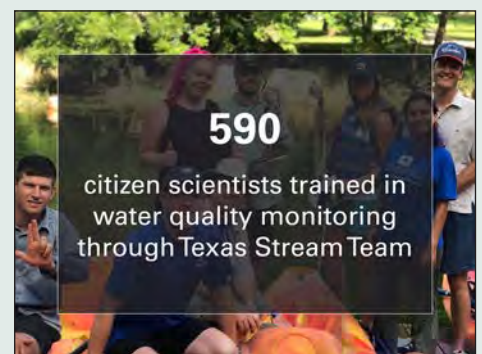 590
citizen scientists trained in
water quality monitoring
through Texas Stream Team